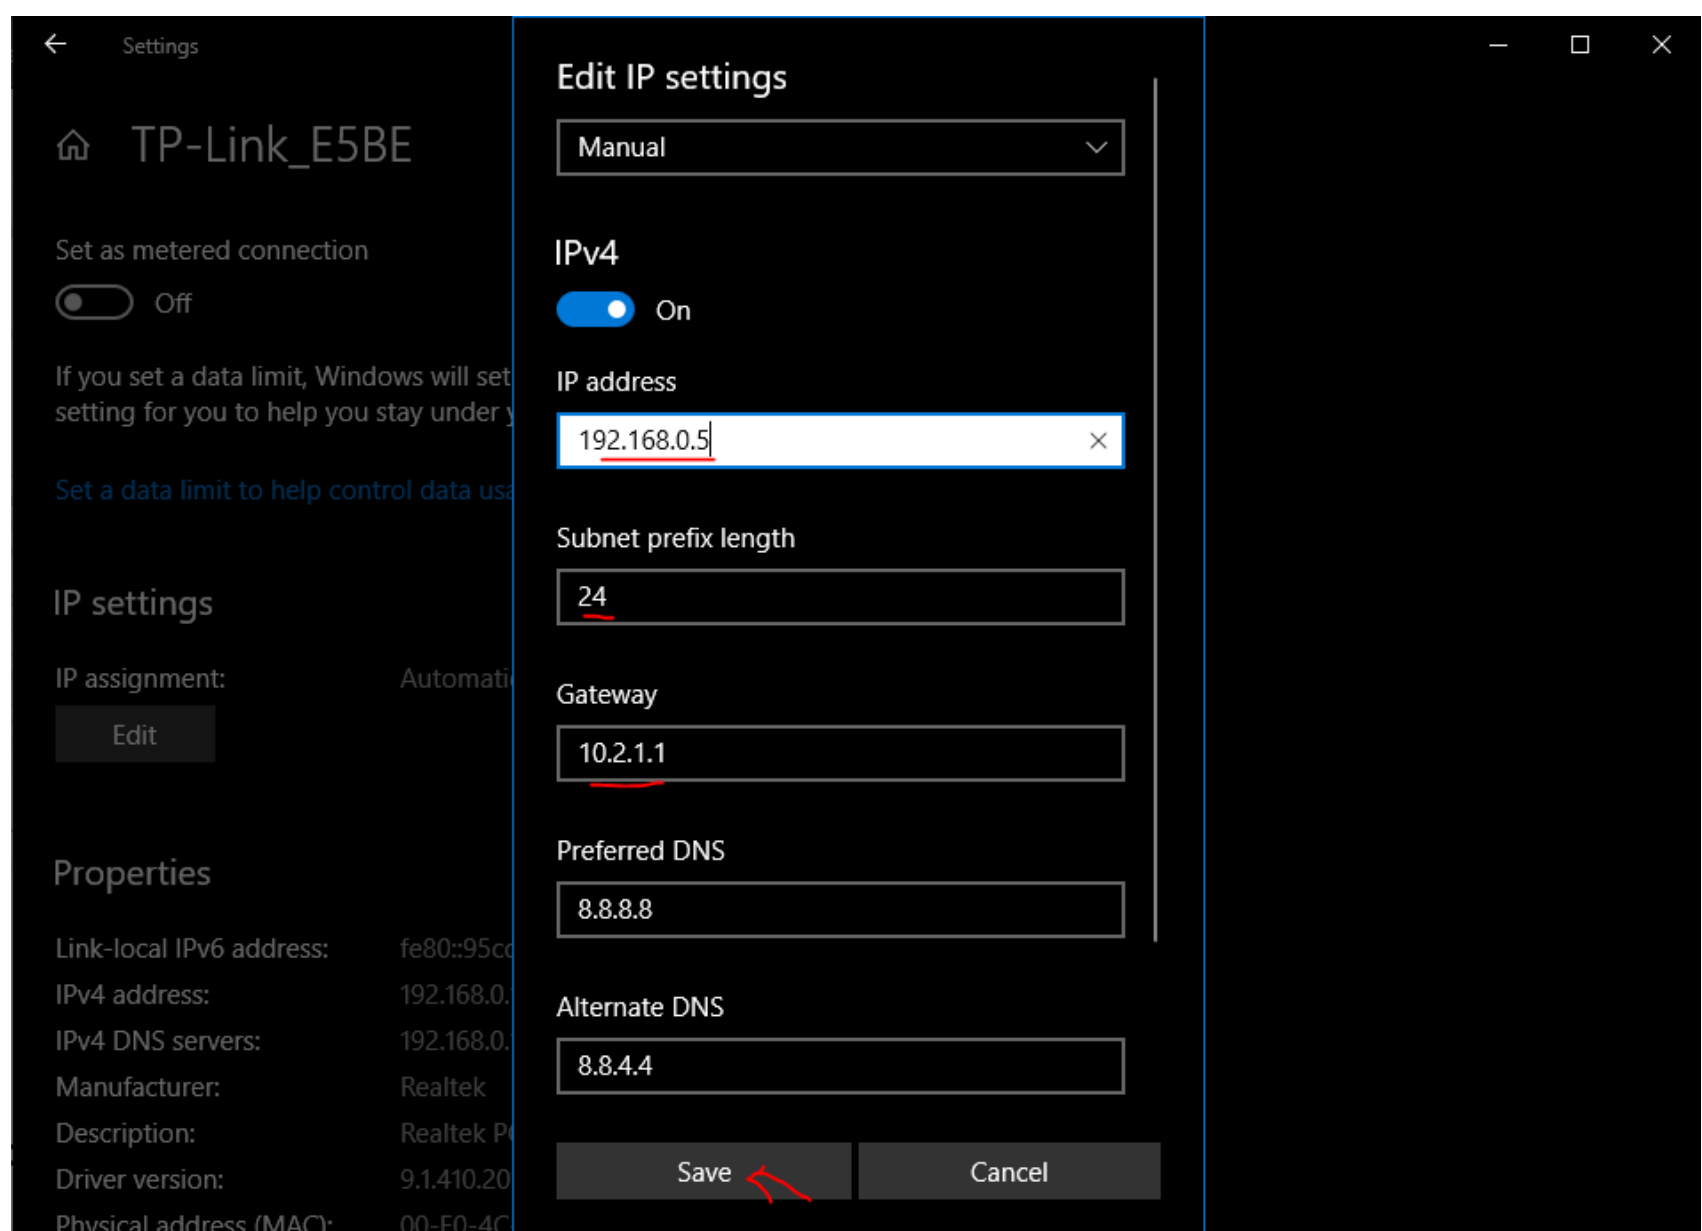 Settings
TP-Link_E5BE
Set as metered connection
Off
If you set a data limit, Windows will set
setting for you to help you stay under
Set a data limit to help control data
IP settings
IP assignment:
Edit
Properties
Link-local IPv6 address: fe80::95cc
IPv4 address: 192.168.0.
IPv4 DNS servers: 192.168.0.
Manufacturer: Realtek
Description: Realtek
Driver version: 9.1.410.20
Physical address (MAC): 00-E0-4C
Edit IP settings
Manual
IPv4
On
IP address
192.168.0.5
Subnet prefix length
24
Gateway
10.2.1.1
Preferred DNS
8.8.8.8
Alternate DNS
8.8.4.4
Save Cancel